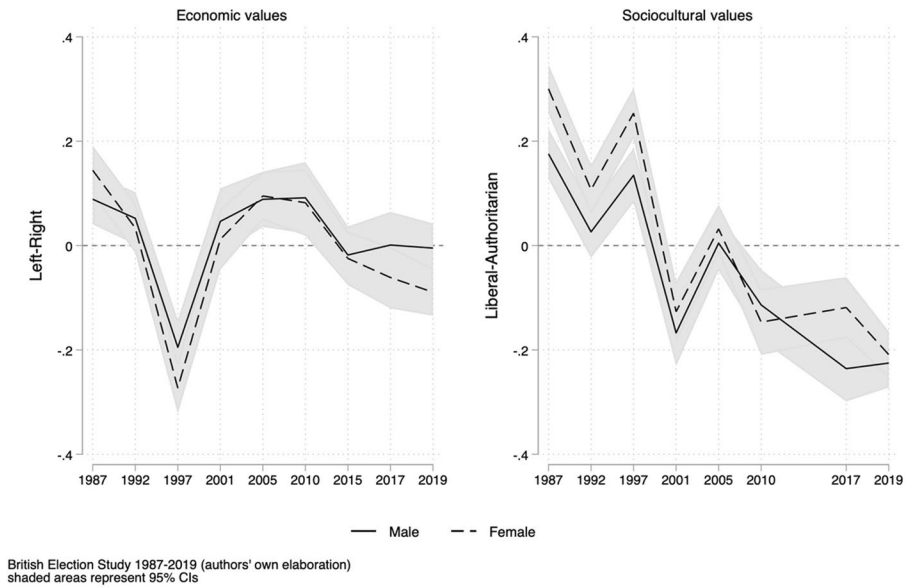 Economic values
Sociocultural values
.4
.2
0
-.2
-.4
Left-Right
1987 1992 1997 2001 2005 2010 2015 2017 2019
.4
.2
0
-.2
-.4
Liberal-Authoritarian
1987 1992 1997 2001 2005 2010 2017 2019
Male Female
British Election Study 1987-2019 (authors' own elaboration)
shaded areas represent 95% CIs